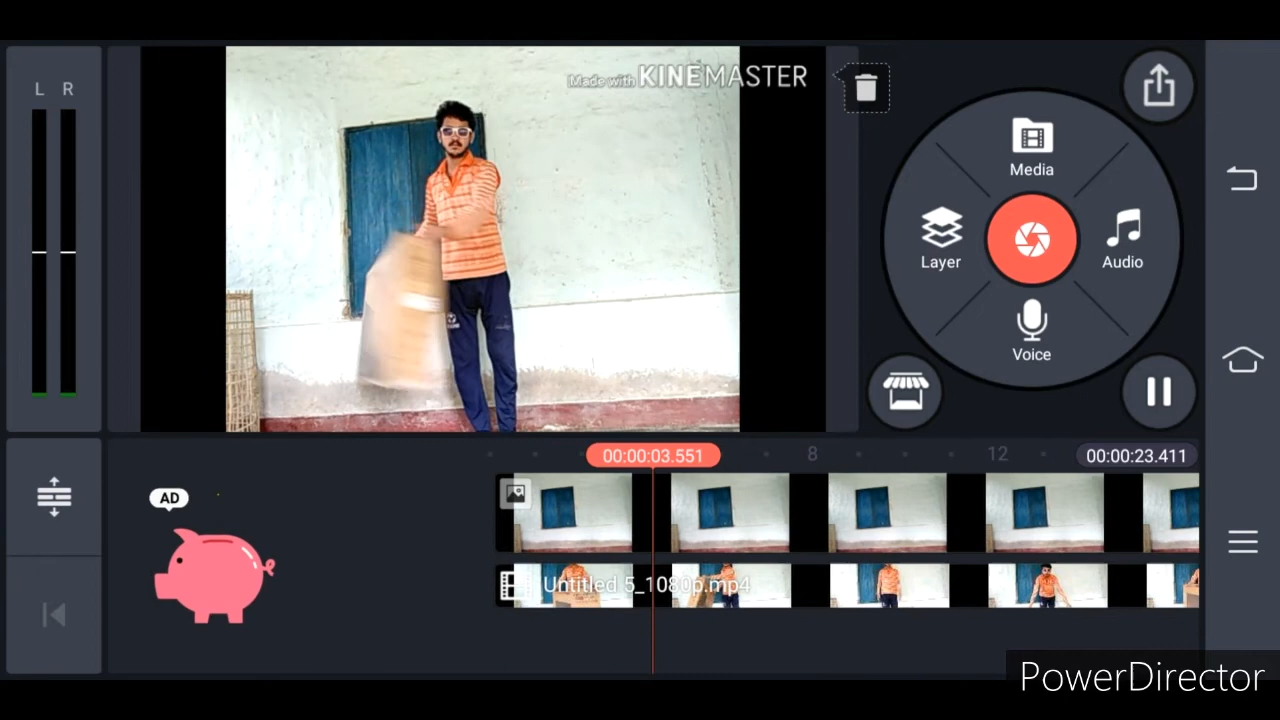 L R
Made with KINEMASTER
Media
Layer
Audio
Voice
00:00:03.551
8
12
00:00:23.411
AD
Untitled 5_1080p.mp4
PowerDirector